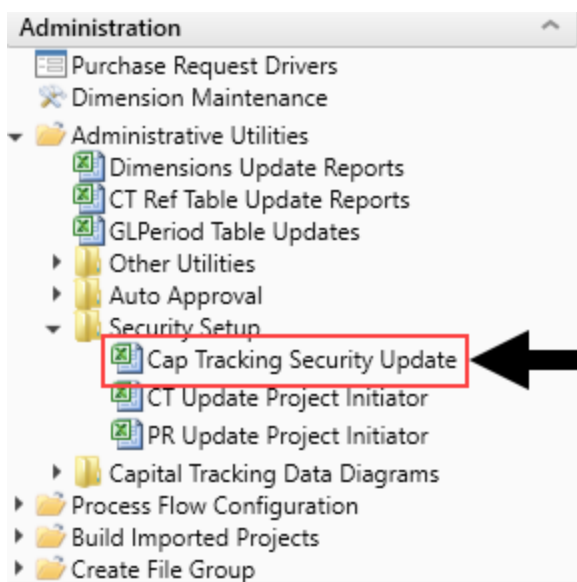 Administration
Purchase Request Drivers
Dimension Maintenance
Administrative Utilities
Dimensions Update Reports
CT Ref Table Update Reports
GLPeriod Table Updates
Other Utilities
Auto Approval
Security Setup
Cap Tracking Security Update
CT Update Project Initiator
PR Update Project Initiator
Capital Tracking Data Diagrams
Process Flow Configuration
Build Imported Projects
Create File Group